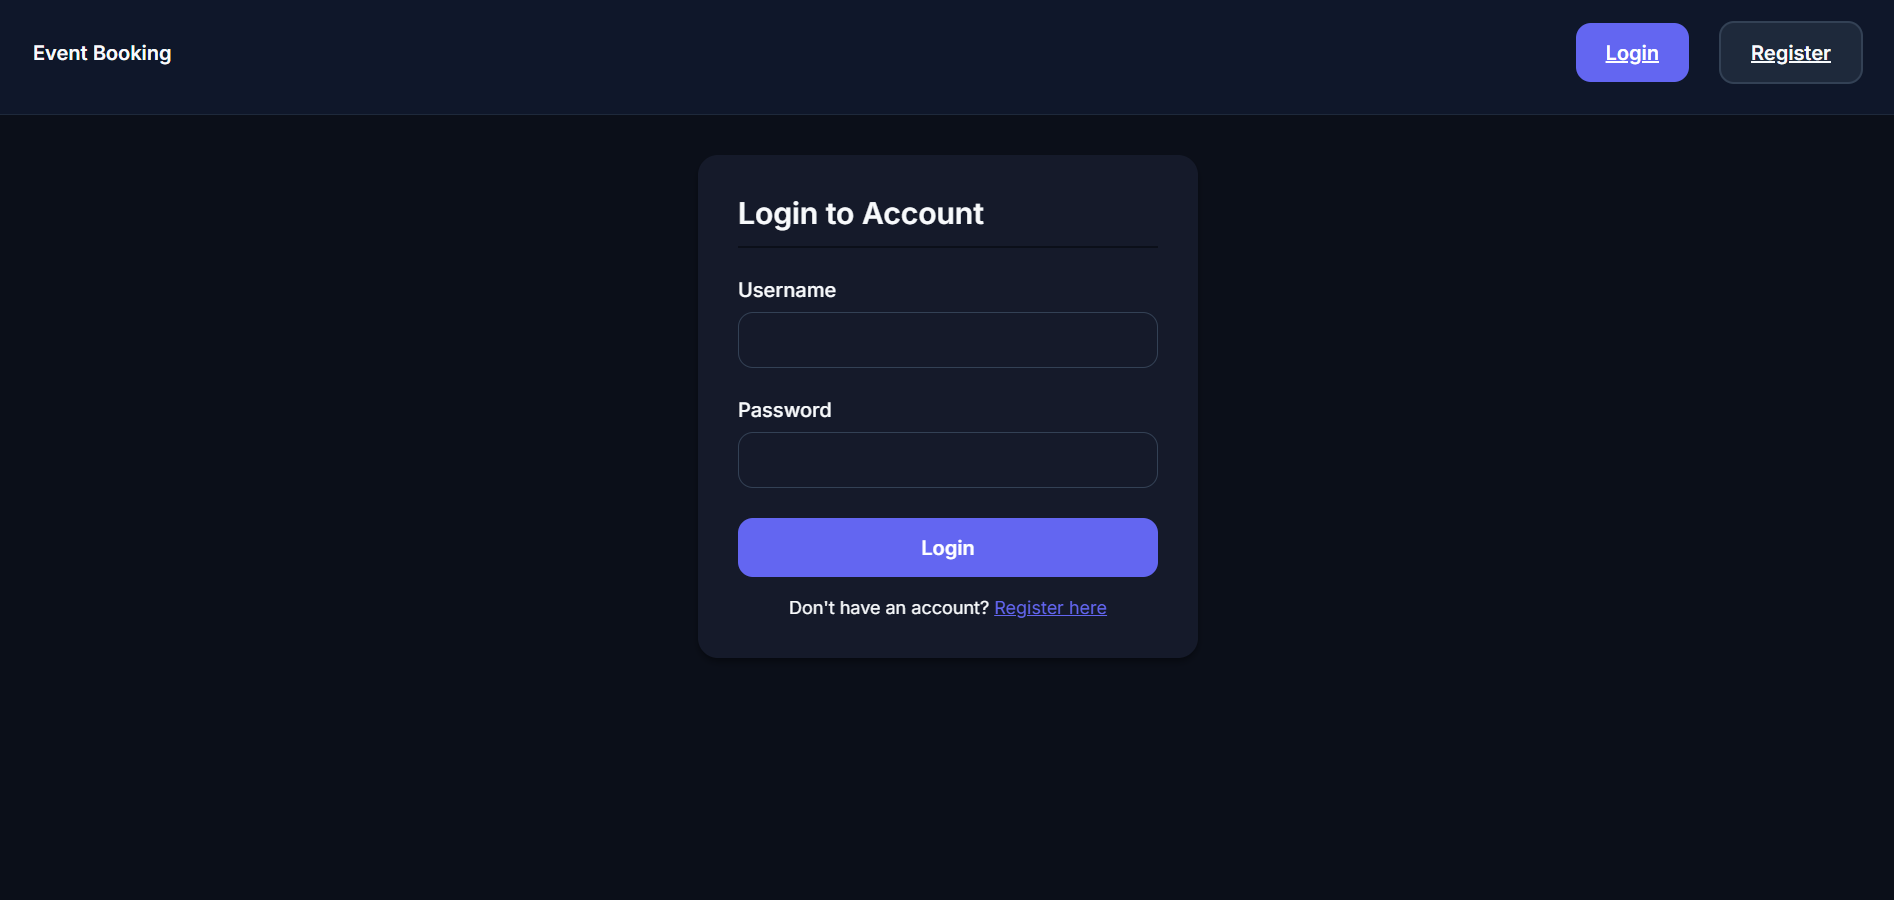 Event Booking
Login
Register
Login to Account
Username
Password
Login
Don't have an account? Register here